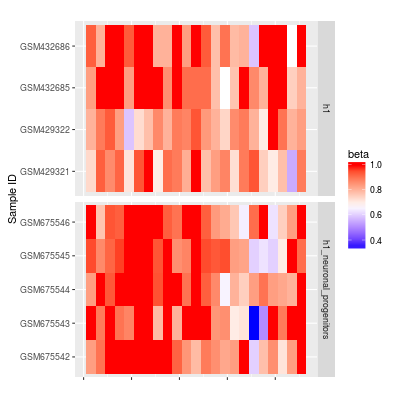 Sample ID
GSM432686
GSM432685
GSM429322
GSM429321
h1
GSM675546
GSM675545
GSM675544
GSM675543
GSM675542
h1_neuronal_progenitors
beta
1.0
0.8
0.6
0.4